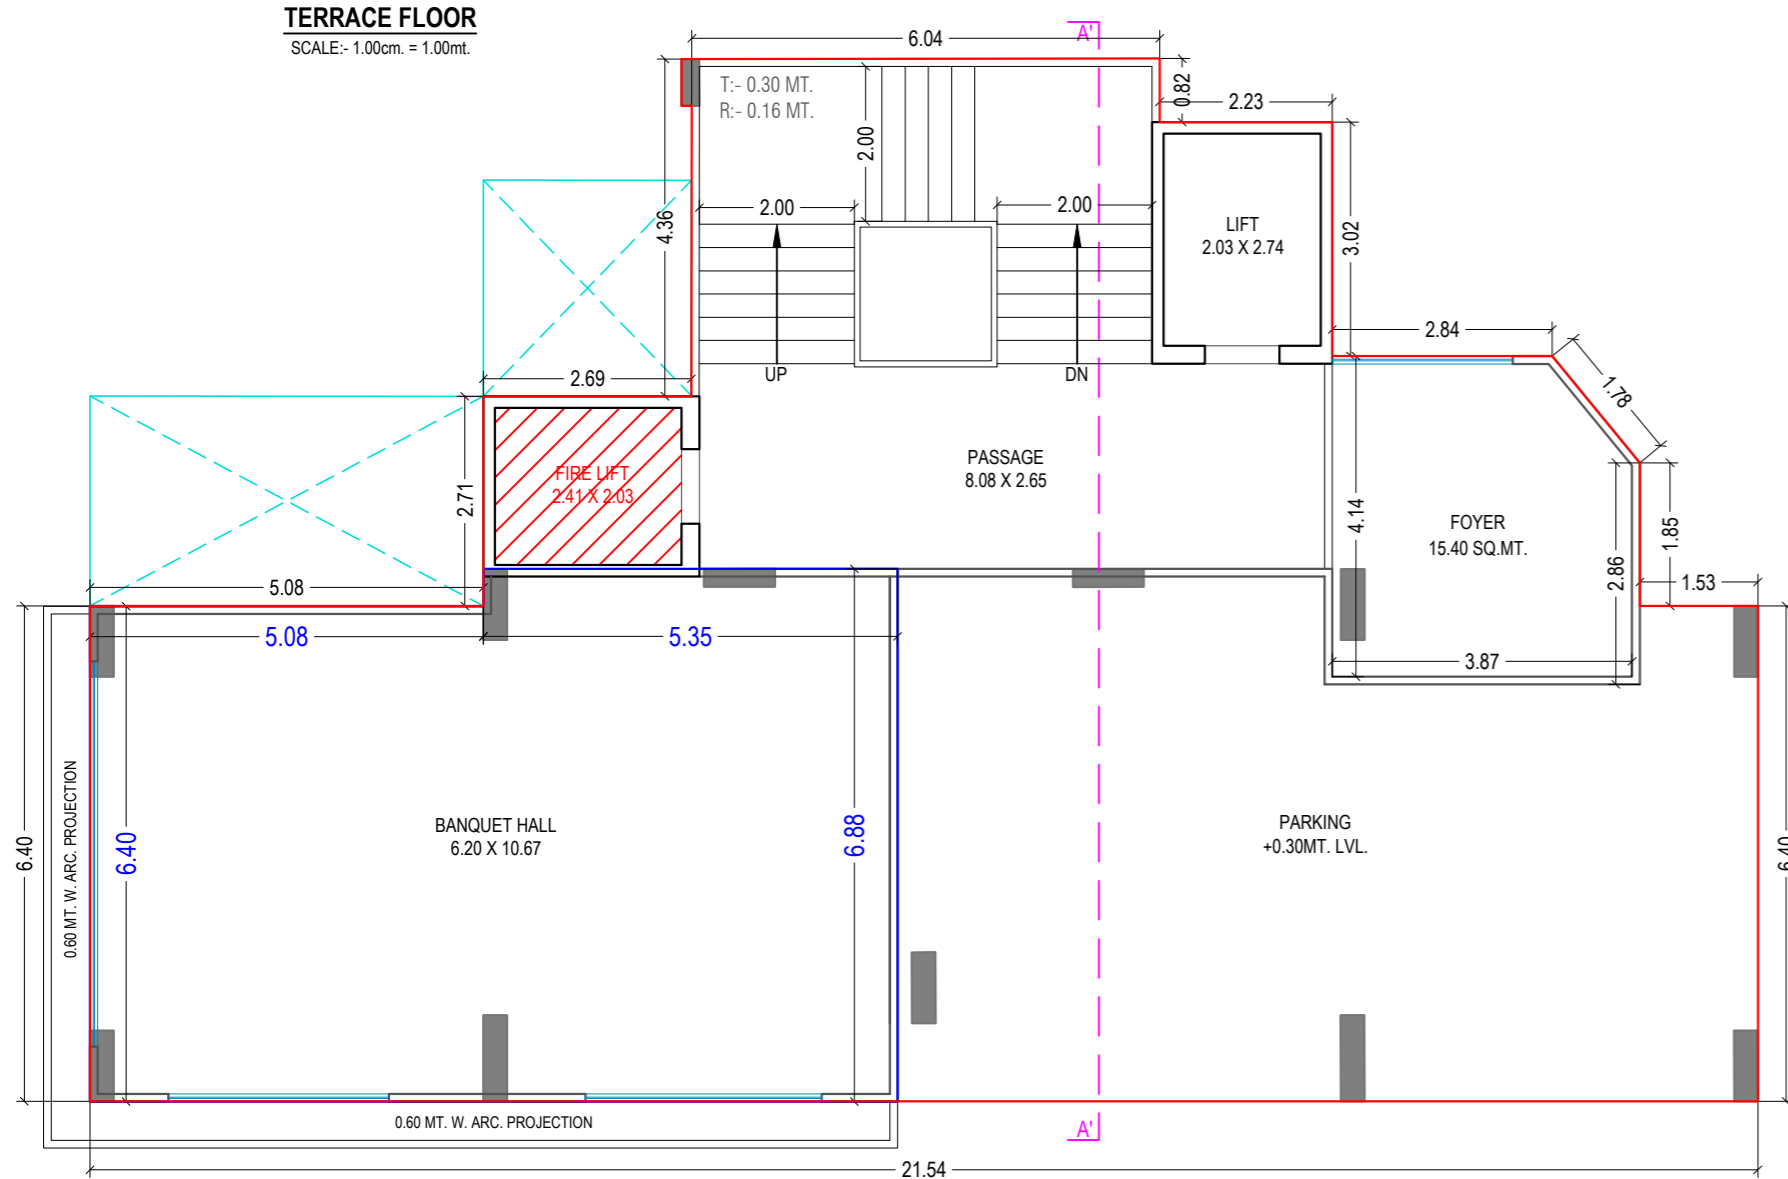 TERRACE FLOOR
SCALE:- 1.00cm. = 1.00mt.
6.04
A'
T:- 0.30 MT.
R:- 0.16 MT.
0.82
2.23
2.00
4.36
2.00
2.00
LIFT
2.03 X 2.74
3.02
2.84
1.78
2.69
UP
DN
2.71
FIRE LIFT
2.41 X 2.03
PASSAGE
8.08 X 2.65
4.14
FOYER
15.40 SQ.MT.
1.85
2.86
1.53
5.08
5.08
5.35
3.87
6.40
0.60 MT. W. ARC. PROJECTION
6.40
BANQUET HALL
6.20 X 10.67
6.88
PARKING
+0.30MT. LVL.
6.40
0.60 MT. W. ARC. PROJECTION
A'
21.54